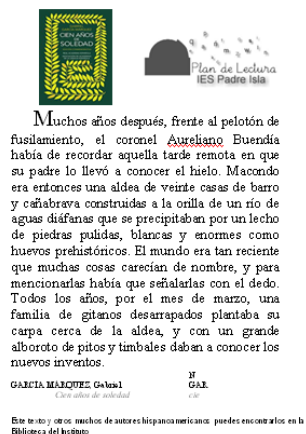 CIEN AÑOS
DE
SOLEDAD
Plan de Lectura
IES Padre Isla
Muchos años después, frente al pelotón de
fusilamiento, el coronel Aureliano Buendía
había de recordar aquella tarde remota en que
su padre lo llevó a conocer el hielo. Macondo
era entonces una aldea de veinte casas de barro
y cañabrava construidas a la orilla de un río de
aguas diáfanas que se precipitaban por un lecho
de piedras pulidas, blancas y enormes como
huevos prehistóricos. El mundo era tan reciente
que muchas cosas carecían de nombre, y para
mencionarlas había que señalarlas con el dedo.
Todos los años, por el mes de marzo, una
familia de gitanos desarrapados plantaba su
carpa cerca de la aldea, y con un grande
alboroto de pitos y timbales daban a conocer los
nuevos inventos.
N
GARCIA MARQUEZ, Gabriel GAR
Cien años de soledad cie
Este texto y otros muchos de autores hispanoamericanos puedes encontrarlos en la
Biblioteca del Instituto